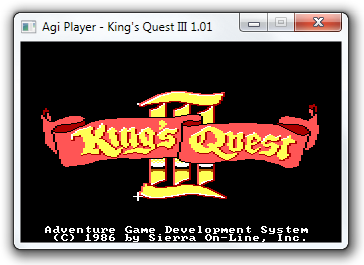 Agi Player - King's Quest III 1.01
King's Quest
III
Adventure Game Development System
(C) 1986 by Sierra On-Line, Inc.